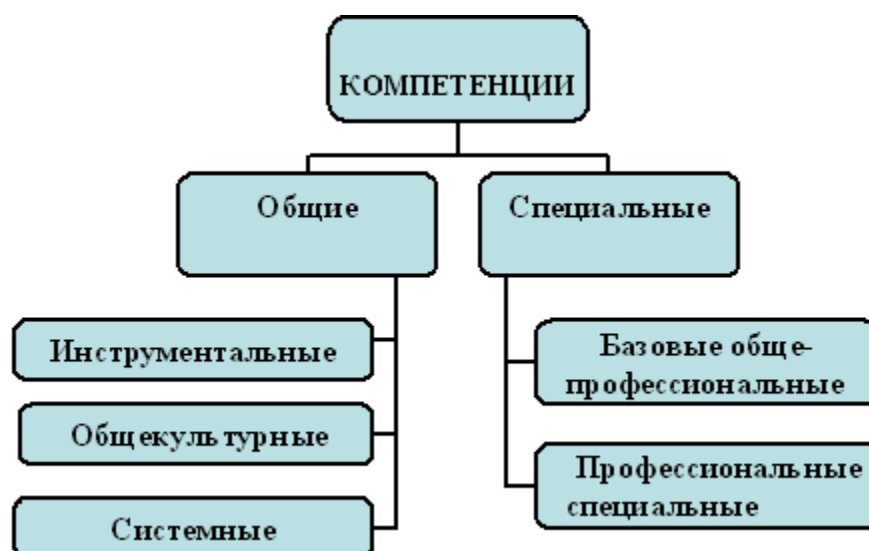 КОМПЕТЕНЦИИ
Общие
Специальные
Инструментальные
Общекультурные
Системные
Базовые обще-
профессиональные
Профессиональные
специальные